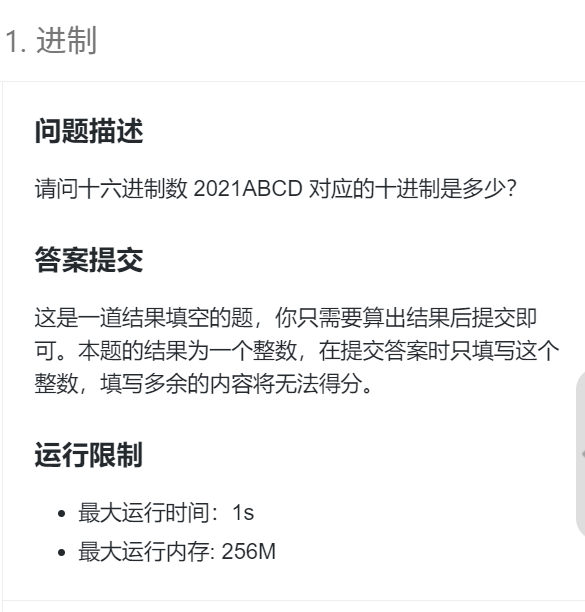 1. 进制
问题描述
请问十六进制数 2021ABCD 对应的十进制是多少？
答案提交
这是一道结果填空的题，你只需要算出结果后提交即
可。本题的结果为一个整数，在提交答案时只填写这个
整数，填写多余的内容将无法得分。
运行限制
• 最大运行时间：1s
• 最大运行内存: 256M